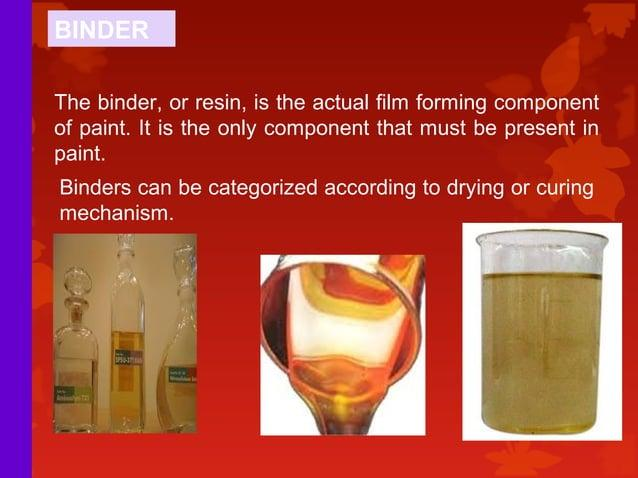 BINDER
The binder, or resin, is the actual film forming component
of paint. It is the only component that must be present in
paint.
Binders can be categorized according to drying or curing
mechanism.